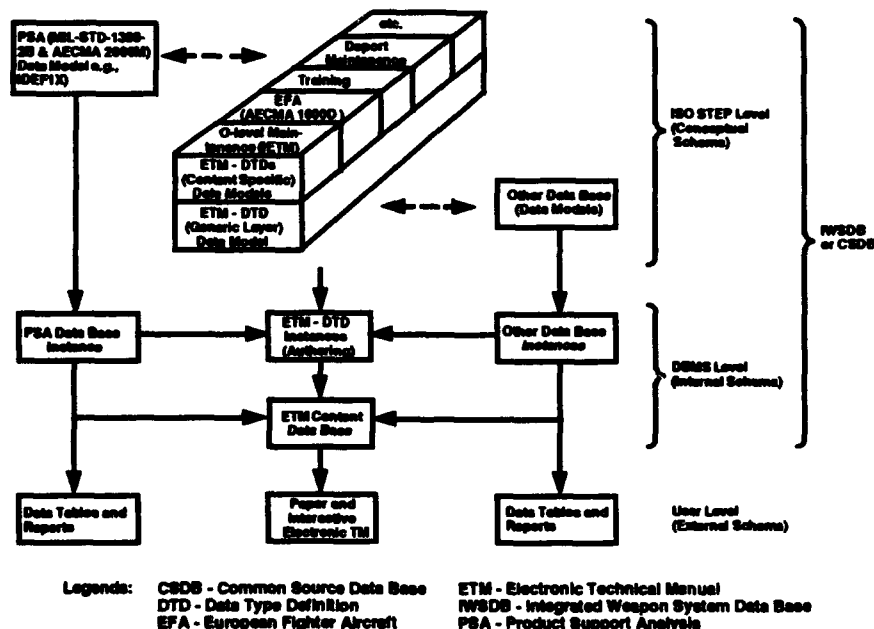 PSA (MIL-STD-1388-
2B & AECMA 2000M)
Data Model e.g.,
IDEF1X)
etc.
Deport
Maintenance
Training
EFA
(AECMA 1000D)
O-level Main-
tenance (IETM)
ETM - DTDs
(Content Specific)
Data Models
ETM - DTD
(Generic Layer)
Data Model
Other Data Base
(Data Models)
ISO STEP Level
(Conceptual
Schema)
IWSDB
or CSDB
PSA Data Base
Instance
ETM - DTD
Instances
(Authoring)
Other Data Base
Instances
DBMS Level
(Internal Schema)
ETM Content
Data Base
Data Tables and
Reports
Paper and
Interactive
Electronic TM
Data Tables and
Reports
User Level
(External Schema)
Legends: CSDB - Common Source Data Base ETM - Electronic Technical Manual
DTD - Data Type Definition IWSDB - Integrated Weapon System Data Base
EFA - European Fighter Aircraft PSA - Product Support Analysis